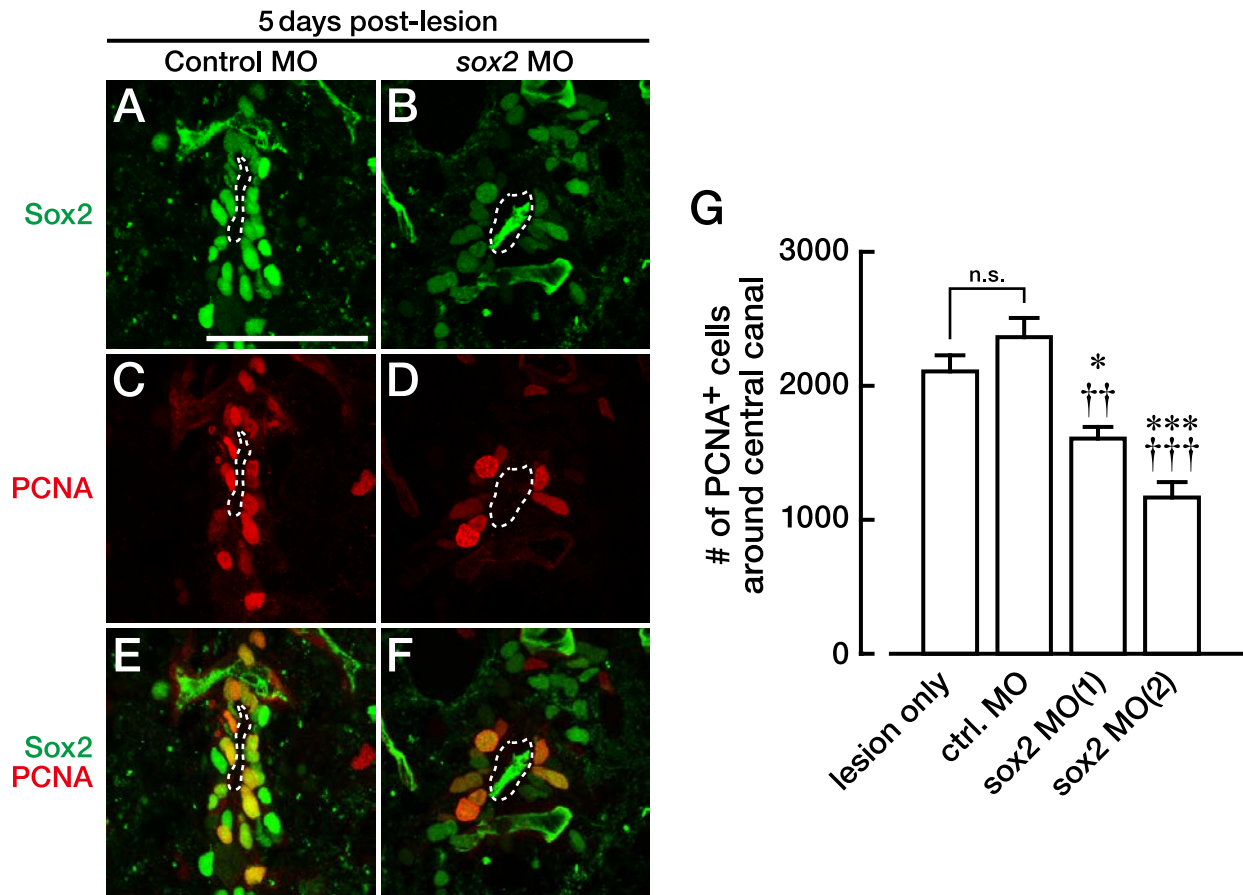 5 days post-lesion
Control MO
sox2 MO
A
B
Sox2
C
D
PCNA
E
F
Sox2
PCNA
G
# of PCNA+ cells
around central canal
3000
2000
1000
0
n.s.
*
††
***
†††
lesion only
ctrl. MO
sox2 MO(1)
sox2 MO(2)